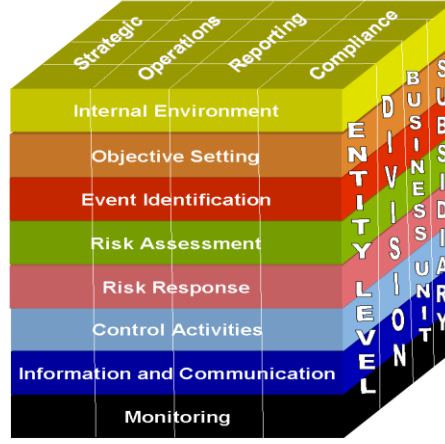 Strategic
Operations
Reporting
Compliance
Internal Environment
Objective Setting
Event Identification
Risk Assessment
Risk Response
Control Activities
Information and Communication
Monitoring
ENTITY LEVEL
DIVISION
BUSINESS UNIT
SUBSIDIARY